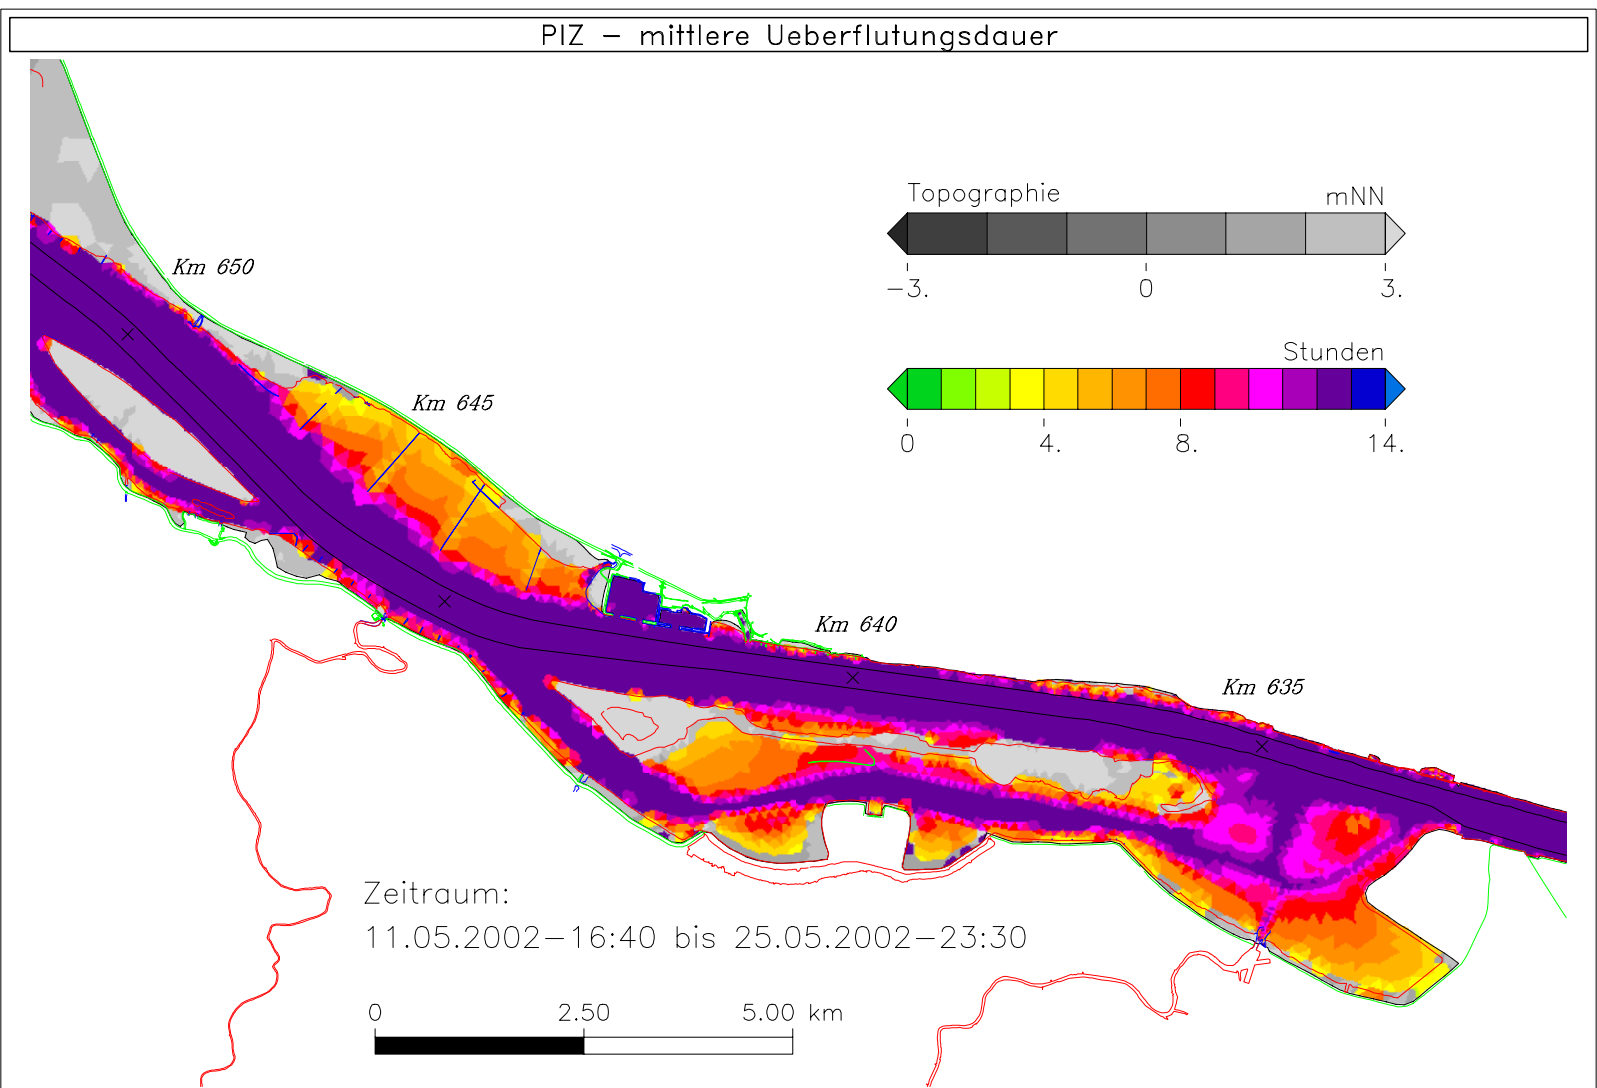 PIZ – mittlere Ueberflutungsdauer
Topographie mNN
-3. 0 3.
Stunden
0 4. 8. 14.
Km 650
Km 645
Km 640
Km 635
Zeitraum:
11.05.2002-16:40 bis 25.05.2002-23:30
0 2.50 5.00 km